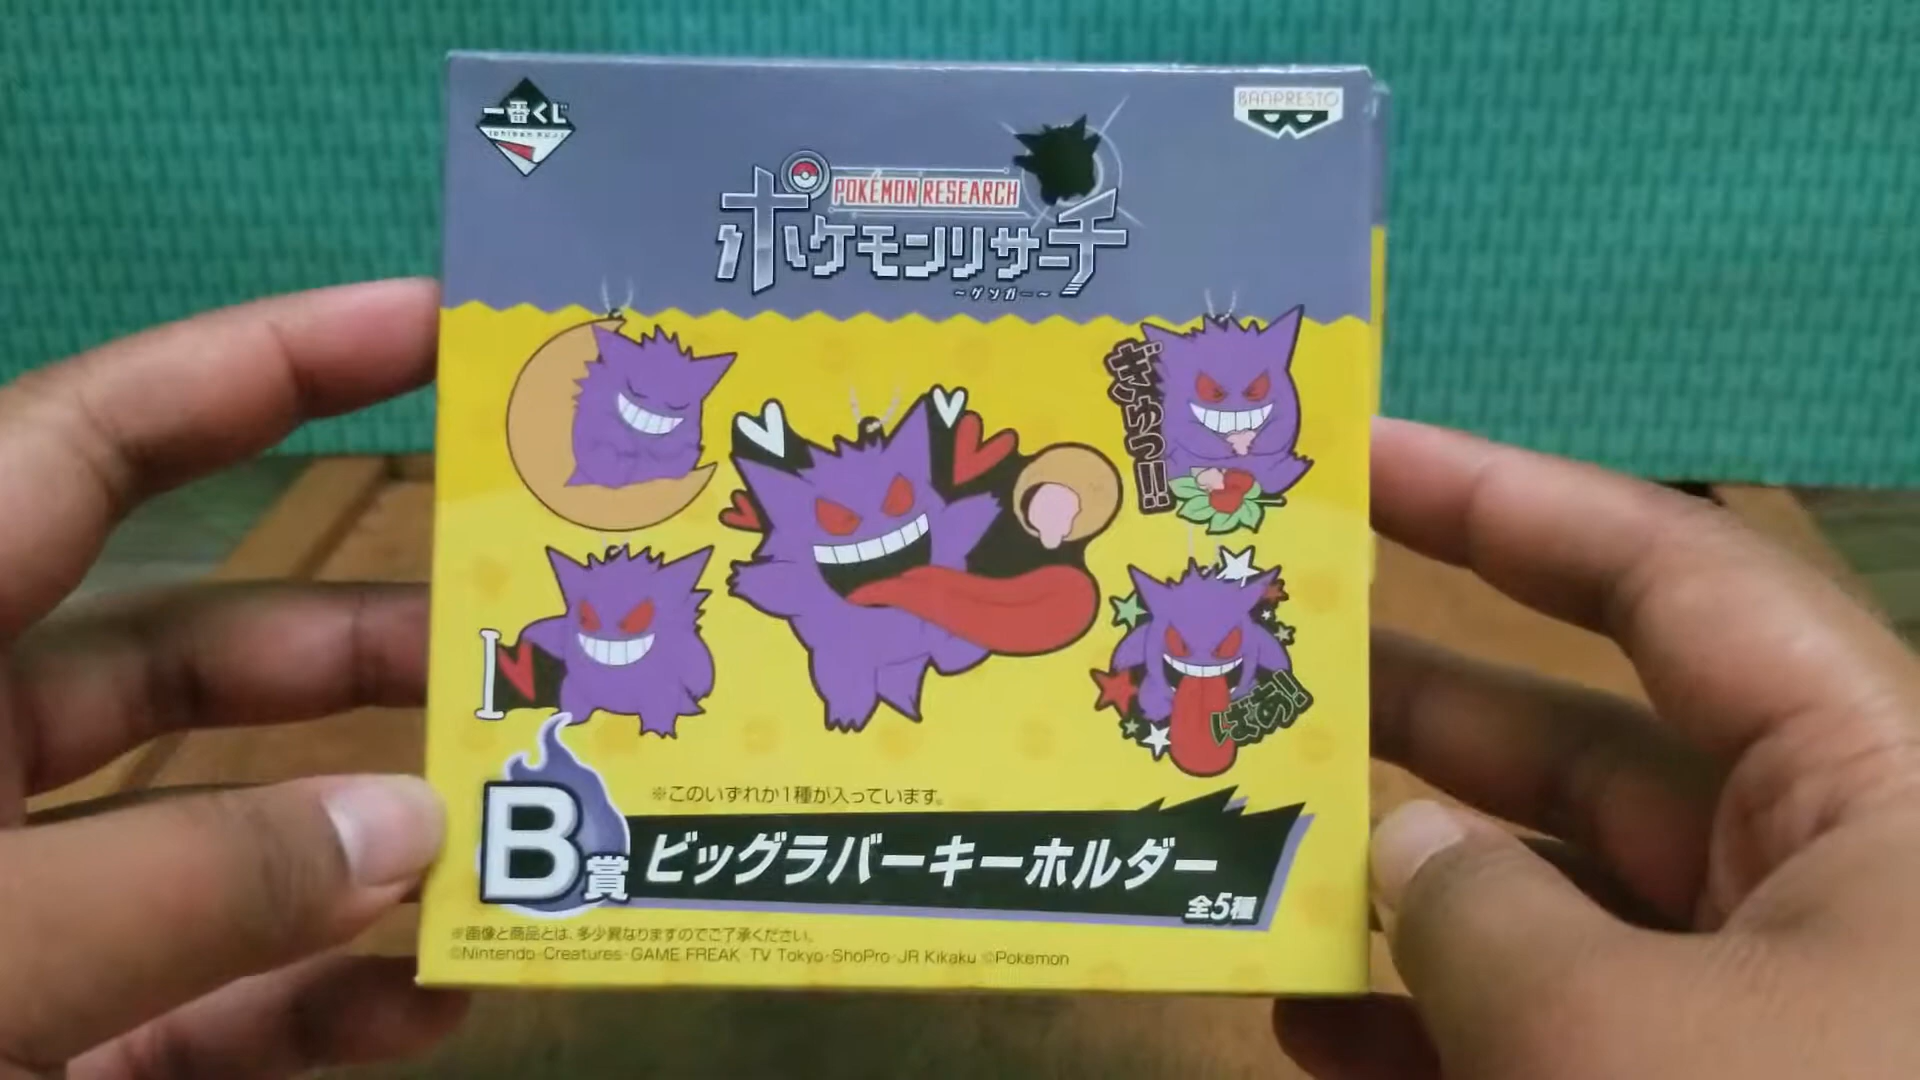 一番くじ
ICHIBAN KUJI
BANPRESTO
POKÉMON RESEARCH
ポケモンリサーチ
～ゲンガー～
ぎゅっ!!
I
ばあ!
※このいずれか1種が入っています。
B賞
ビッグラバーキーホルダー
全5種
※画像と商品とは、多少異なりますのでご了承ください。
©Nintendo・Creatures・GAME FREAK・TV Tokyo・ShoPro・JR Kikaku ©Pokémon